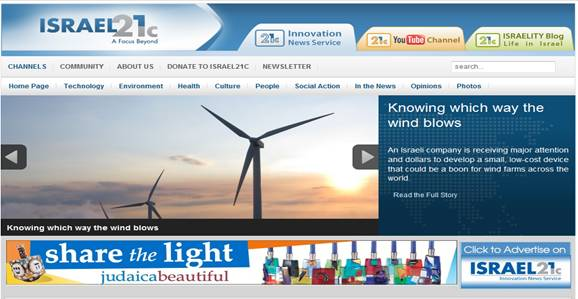 ISRAEL21c
A Focus Beyond
21c Innovation
News Service
21c YouTube Channel
21c ISRAELITY Blog
Life in Israel
CHANNELS COMMUNITY ABOUT US DONATE TO ISRAEL21C NEWSLETTER
search...
Home Page Technology Environment Health Culture People Social Action In the News Opinions Photos
Knowing which way the
wind blows
An Israeli company is receiving major attention
and dollars to develop a small, low-cost device
that could be a boon for wind farms across the
world
Read the Full Story
Knowing which way the wind blows
share the light
judaicabeautiful
Click to Advertise on
ISRAEL21c
Innovation News Service